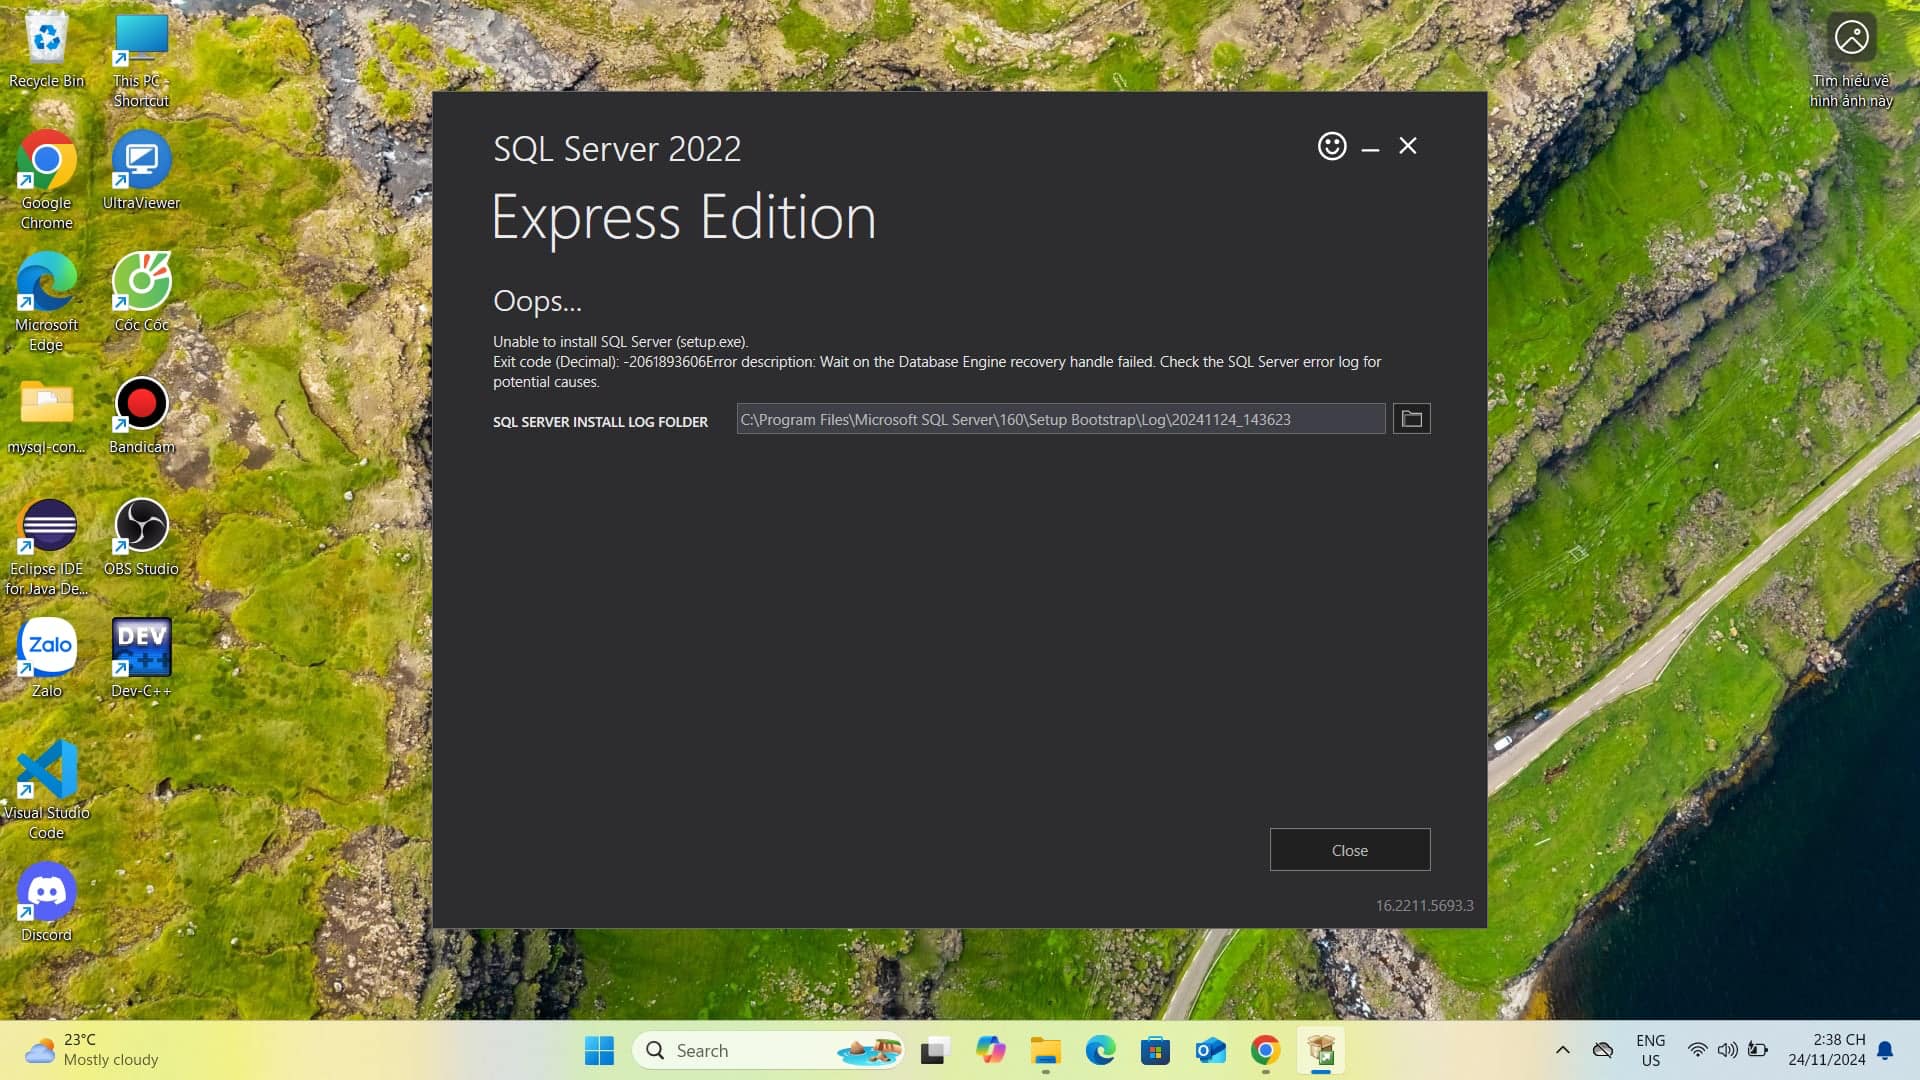 Recycle Bin
This PC -
Shortcut
Google
Chrome
UltraViewer
Microsoft
Edge
Cốc Cốc
mysql-con...
Bandicam
Eclipse IDE
for Java De...
OBS Studio
Zalo
Zalo
DEV
C++
Dev-C++
Visual Studio
Code
Discord
Tìm hiểu về
hình ảnh này
SQL Server 2022
Express Edition
Oops...
Unable to install SQL Server (setup.exe).
Exit code (Decimal): -2061893606Error description: Wait on the Database Engine recovery handle failed. Check the SQL Server error log for
potential causes.
SQL SERVER INSTALL LOG FOLDER
C:\Program Files\Microsoft SQL Server\160\Setup Bootstrap\Log\20241124_143623
Close
16.2211.5693.3
23°C
Mostly cloudy
Search
ENG
US
2:38 CH
24/11/2024